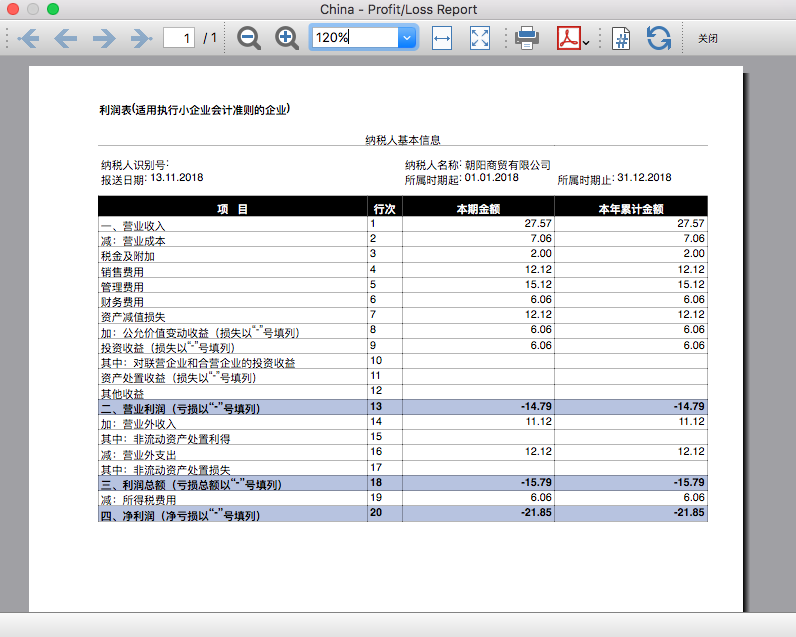 China - Profit/Loss Report
1 / 1 120% 关闭
利润表(适用执行小企业会计准则的企业)
纳税人基本信息
纳税人识别号: 纳税人名称: 朝阳商贸有限公司
报送日期: 13.11.2018 所属时期起: 01.01.2018 所属时期止: 31.12.2018
项 目 行次 本期金额 本年累计金额
一、营业收入 1 27.57 27.57
减: 营业成本 2 7.06 7.06
税金及附加 3 2.00 2.00
销售费用 4 12.12 12.12
管理费用 5 15.12 15.12
财务费用 6 6.06 6.06
资产减值损失 7 12.12 12.12
加: 公允价值变动收益（损失以“-”号填列） 8 6.06 6.06
投资收益（损失以“-”号填列） 9 6.06 6.06
其中: 对联营企业和合营企业的投资收益 10
资产处置收益（损失以“-”号填列） 11
其他收益 12
二、营业利润（亏损以“-”号填列） 13 -14.79 -14.79
加: 营业外收入 14 11.12 11.12
其中: 非流动资产处置利得 15
减: 营业外支出 16 12.12 12.12
其中: 非流动资产处置损失 17
三、利润总额（亏损总额以“-”号填列） 18 -15.79 -15.79
减: 所得税费用 19 6.06 6.06
四、净利润（净亏损以“-”号填列） 20 -21.85 -21.85